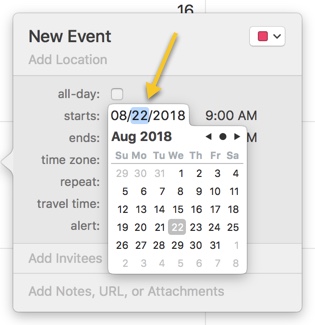 16
New Event
Add Location
all-day:
starts: 08/22/2018 9:00 AM
ends: M
Aug 2018
time zone:
repeat:
travel time:
alert:
Su Mo Tu We Th Fr Sa
29 30 31 1 2 3 4
5 6 7 8 9 10 11
12 13 14 15 16 17 18
19 20 21 22 23 24 25
26 27 28 29 30 31 1
2 3 4 5 6 7 8
Add Invitees
Add Notes, URL, or Attachments